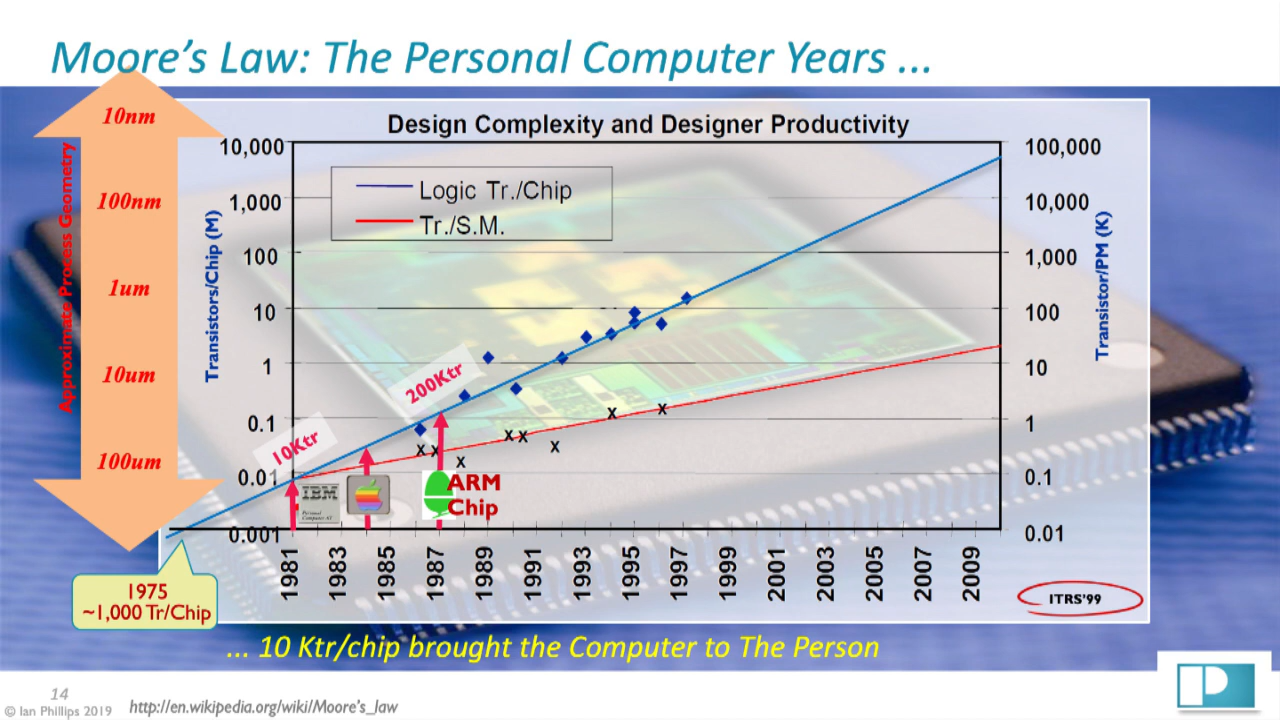 Moore's Law: The Personal Computer Years ...
10nm
100nm
1um
10um
100um
Approximate Process Geometry
Design Complexity and Designer Productivity
Logic Tr./Chip
Tr./S.M.
10,000
1,000
100
10
1
0.1
0.01
0.001
Transistors/Chip (M)
100,000
10,000
1,000
100
10
1
0.1
0.01
Transistor/PM (K)
200Ktr
10Ktr
IBM
Personal
Computer AT
ARM
Chip
1981
1983
1985
1987
1989
1991
1993
1995
1997
1999
2001
2003
2005
2007
2009
1975
~1,000 Tr/Chip
ITRS'99
... 10 Ktr/chip brought the Computer to The Person
14
© Ian Phillips 2019
http://en.wikipedia.org/wiki/Moore's_law
P